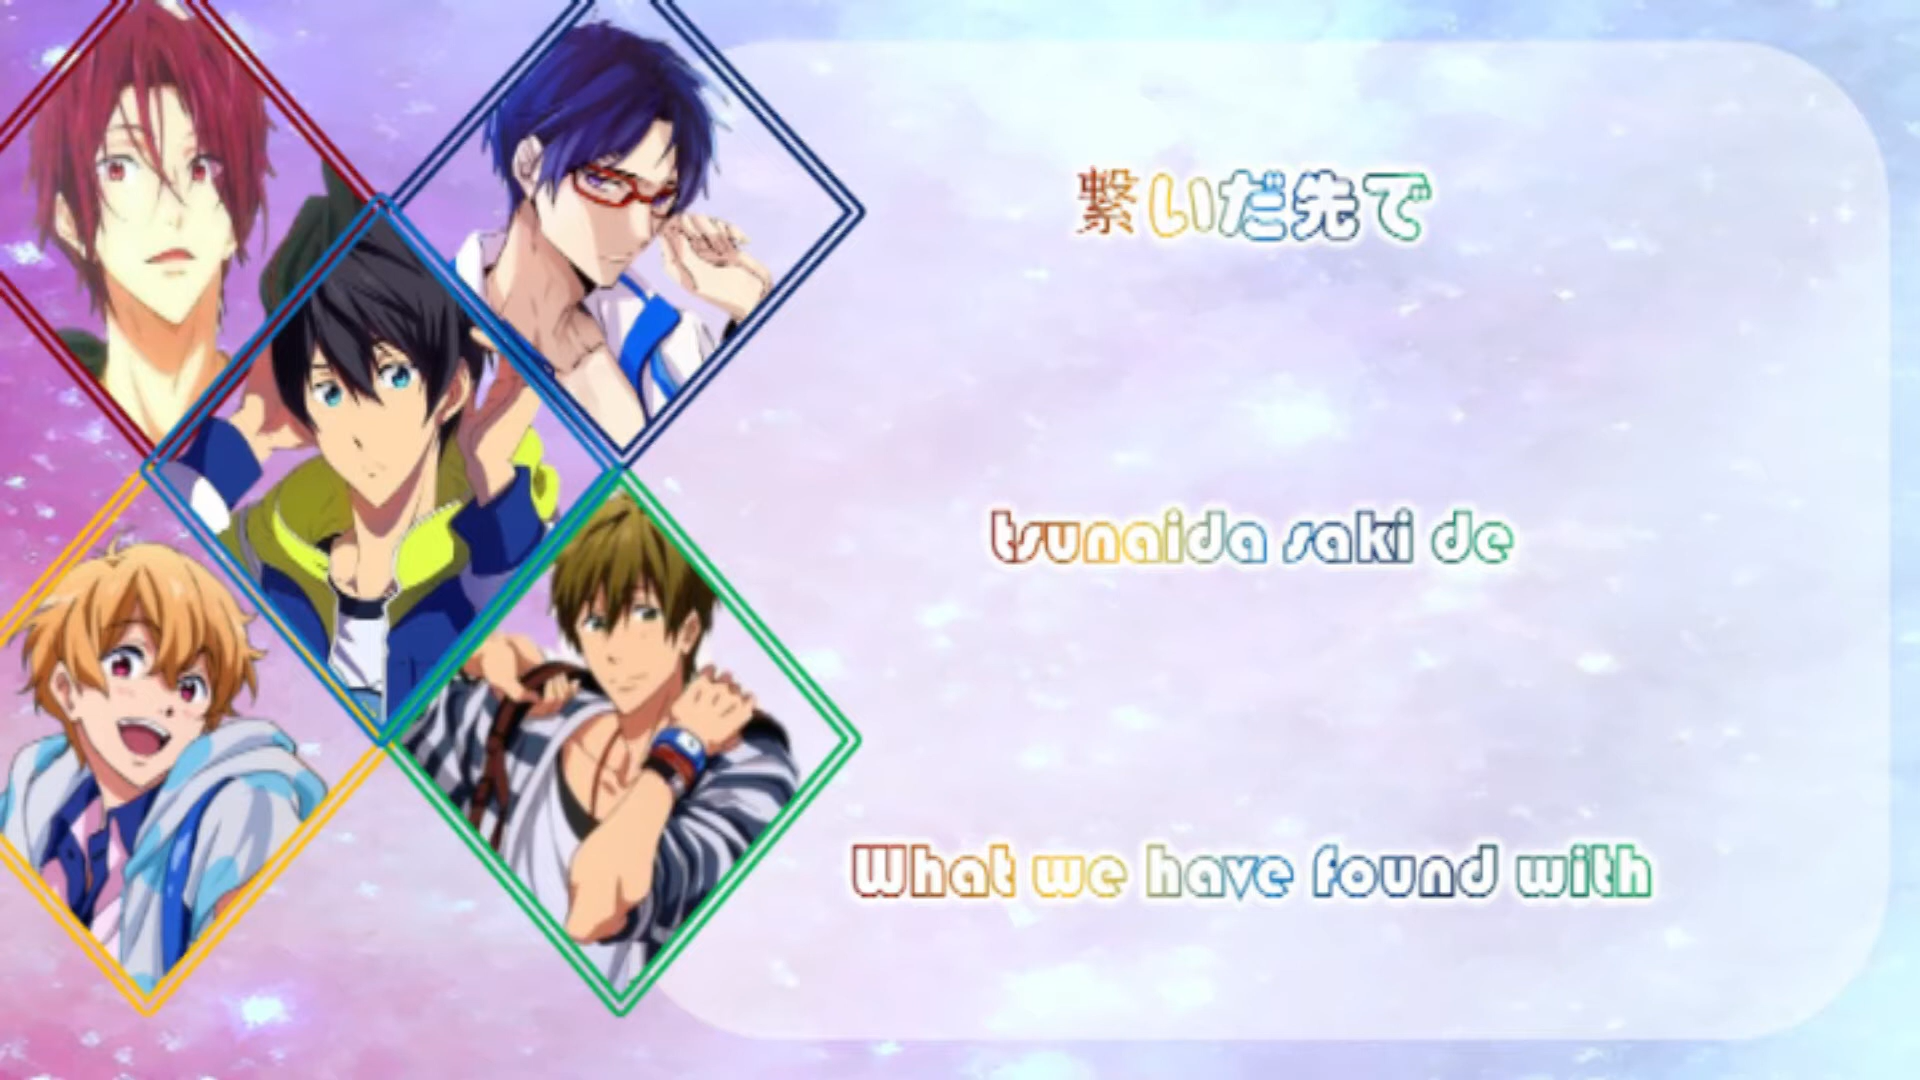 繋いだ先で
tsunaida saki de
What we have found with